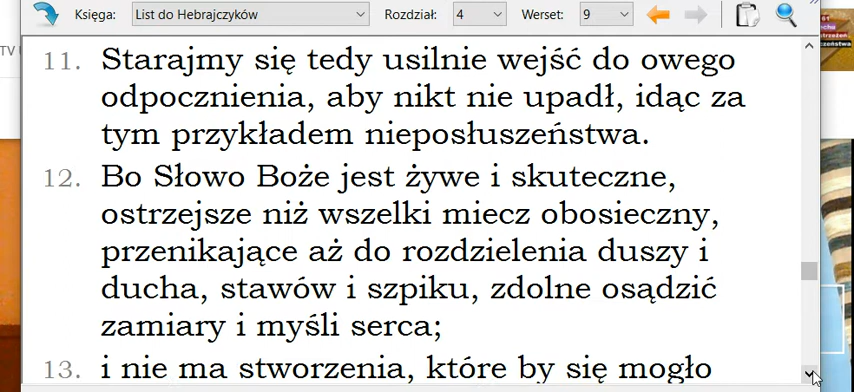 Księga: List do Hebrajczyków Rozdział: 4 Werset: 9
TV
11. Starajmy się tedy usilnie wejść do owego
odpocznienia, aby nikt nie upadł, idąc za
tym przykładem nieposłuszeństwa.
12. Bo Słowo Boże jest żywe i skuteczne,
ostrzejsze niż wszelki miecz obosieczny,
przenikające aż do rozdzielenia duszy i
ducha, stawów i szpiku, zdolne osądzić
zamiary i myśli serca;
13. i nie ma stworzenia, które by się mogło